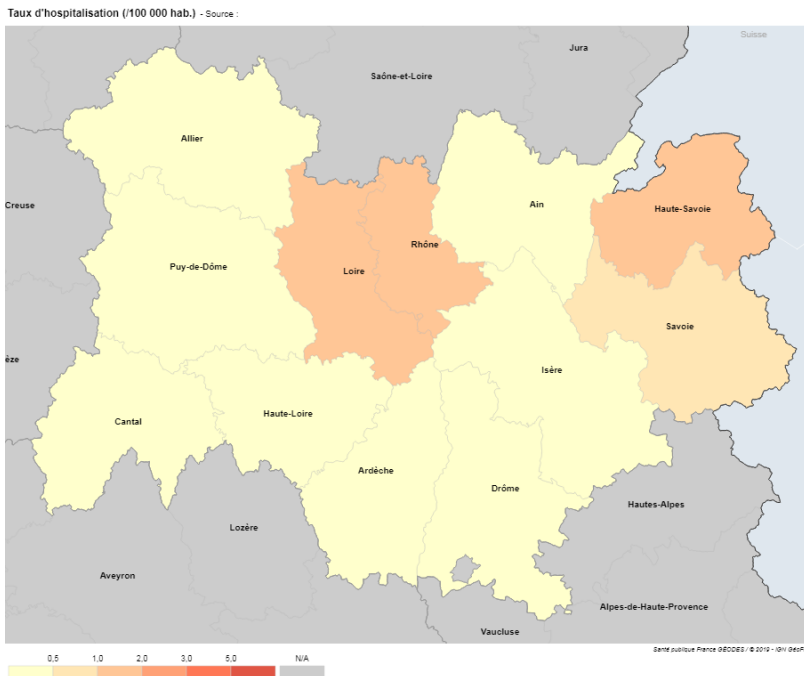 Taux d'hospitalisation (/100 000 hab.) - Source :
Suisse
Jura
Saône-et-Loire
Allier
Creuse
Ain
Haute-Savoie
Rhône
Puy-de-Dôme
Loire
Savoie
èze
Isère
Cantal
Haute-Loire
Ardèche
Drôme
Hautes-Alpes
Lozère
Aveyron
Alpes-de-Haute-Provence
Vaucluse
Santé publique France GÉODES / © 2019 - IGN GéoF
0,5 1,0 2,0 3,0 5,0 N/A